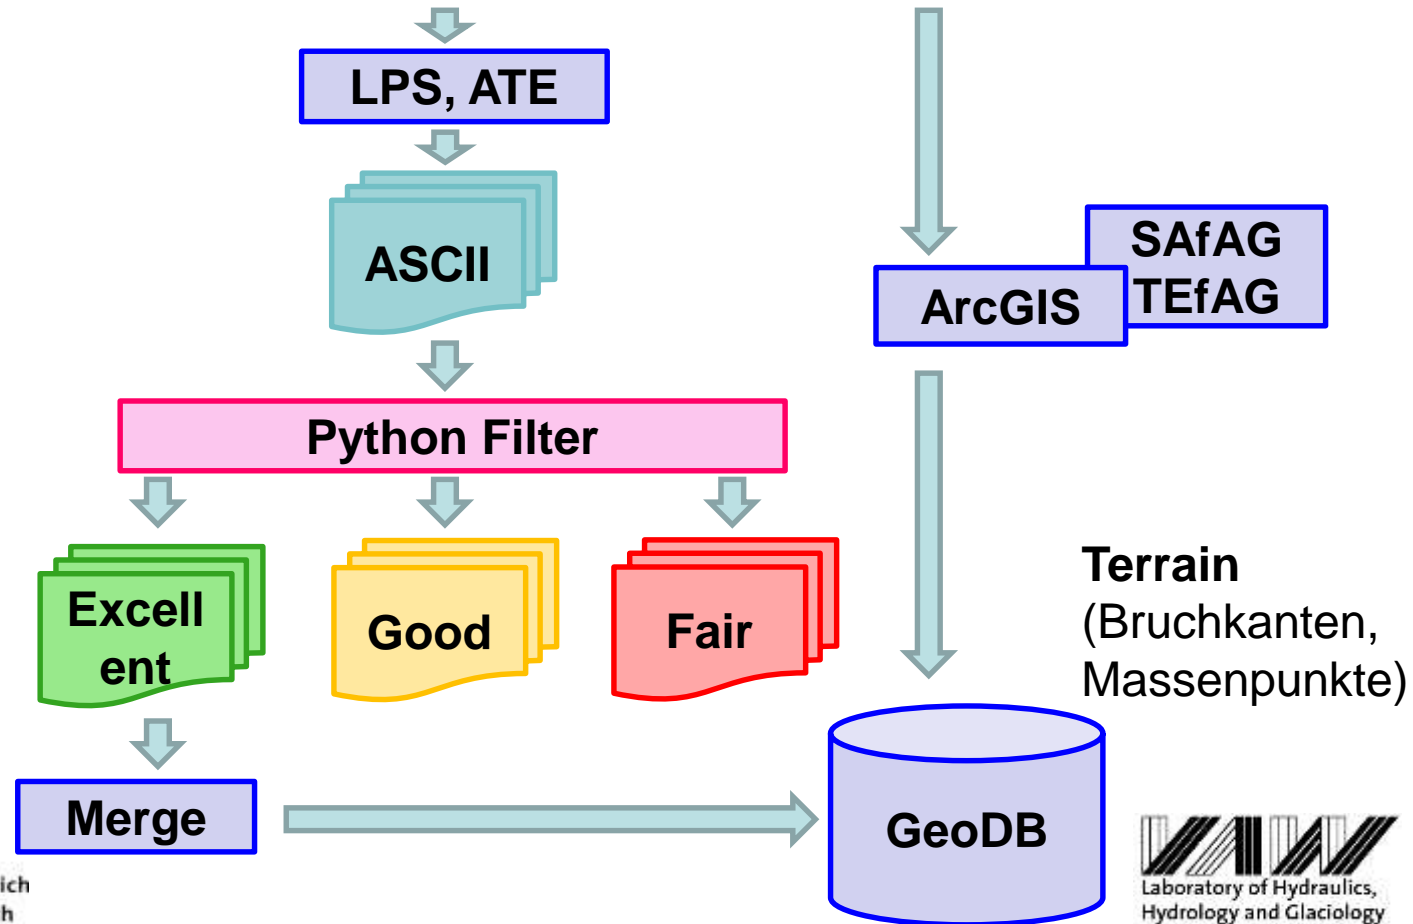 LPS, ATE
ASCII
SAfAG
TEfAG
ArcGIS
Python Filter
Excell
ent
Good
Fair
Terrain
(Bruchkanten,
Massenpunkte)
Merge
GeoDB
VAW
Laboratory of Hydraulics,
Hydrology and Glaciology